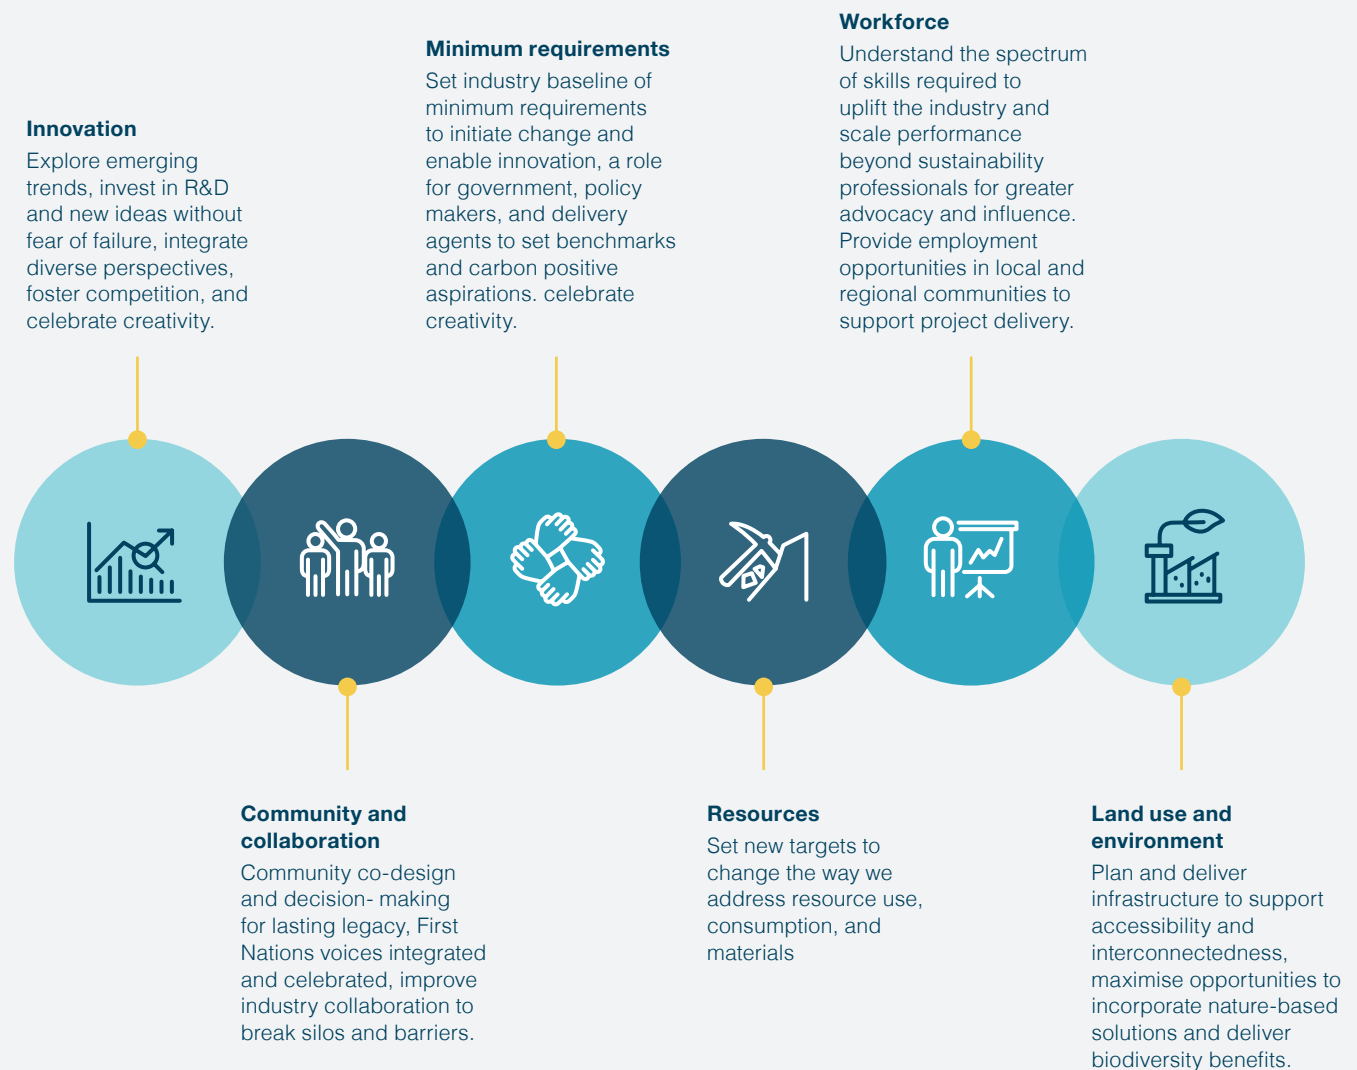 Innovation
Explore emerging
trends, invest in R&D
and new ideas without
fear of failure, integrate
diverse perspectives,
foster competition, and
celebrate creativity.
Minimum requirements
Set industry baseline of
minimum requirements
to initiate change and
enable innovation, a role
for government, policy
makers, and delivery
agents to set benchmarks
and carbon positive
aspirations. celebrate
creativity.
Workforce
Understand the spectrum
of skills required to
uplift the industry and
scale performance
beyond sustainability
professionals for greater
advocacy and influence.
Provide employment
opportunities in local and
regional communities to
support project delivery.
Community and
collaboration
Community co-design
and decision- making
for lasting legacy, First
Nations voices integrated
and celebrated, improve
industry collaboration to
break silos and barriers.
Resources
Set new targets to
change the way we
address resource use,
consumption, and
materials
Land use and
environment
Plan and deliver
infrastructure to support
accessibility and
interconnectedness,
maximise opportunities to
incorporate nature-based
solutions and deliver
biodiversity benefits.